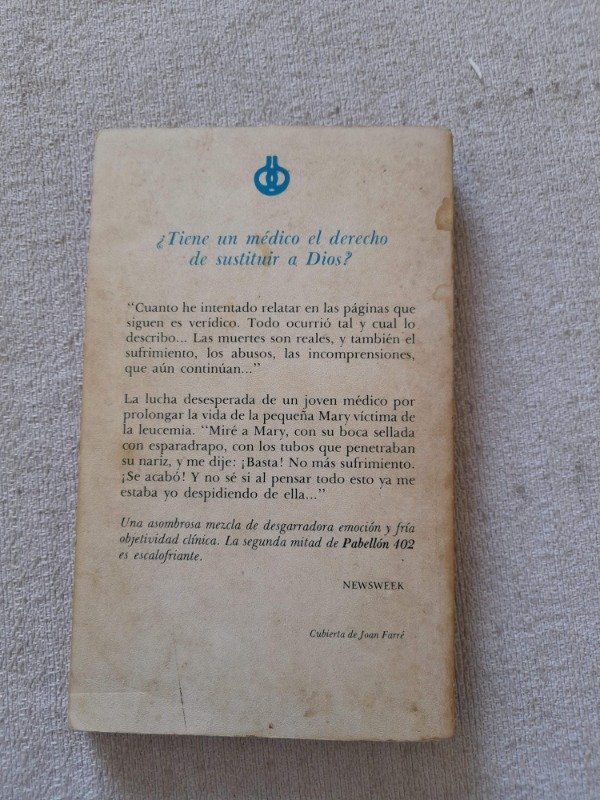 ¿Tiene un médico el derecho
de sustituir a Dios?
"Cuanto he intentado relatar en las páginas que
siguen es verídico. Todo ocurrió tal y cual lo
describo... Las muertes son reales, y también el
sufrimiento, los abusos, las incomprensiones,
que aún continúan..."
La lucha desesperada de un joven médico por
prolongar la vida de la pequeña Mary víctima de
la leucemia. "Miré a Mary, con su boca sellada
con esparadrapo, con los tubos que penetraban
su nariz, y me dije: ¡Basta! No más sufrimiento.
¡Se acabó! Y no sé si al pensar todo esto ya me
estaba yo despidiendo de ella..."
Una asombrosa mezcla de desgarradora emoción y fría
objetividad clínica. La segunda mitad de Pabellón 402
es escalofriante.
NEWSWEEK
Cubierta de Joan Farré